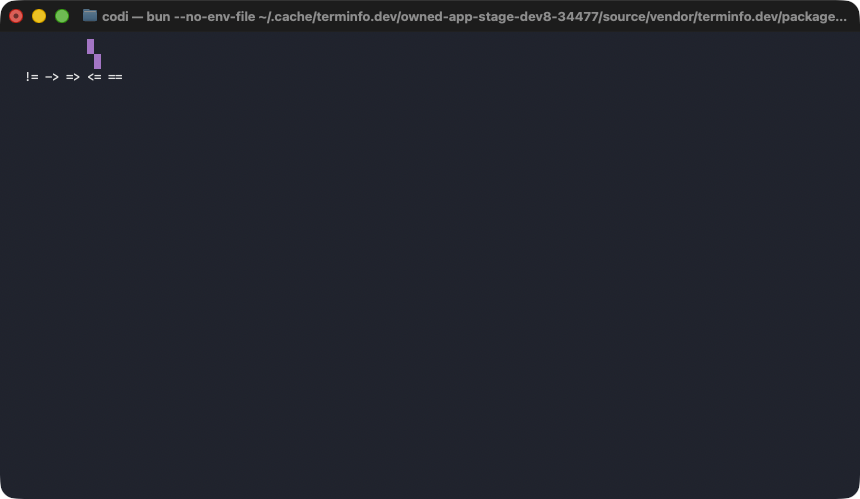 codi — bun --no-env-file ~/.cache/terminfo.dev/owned-app-stage-dev8-34477/source/vendor/terminfo.dev/package...
!= -> => <= ==